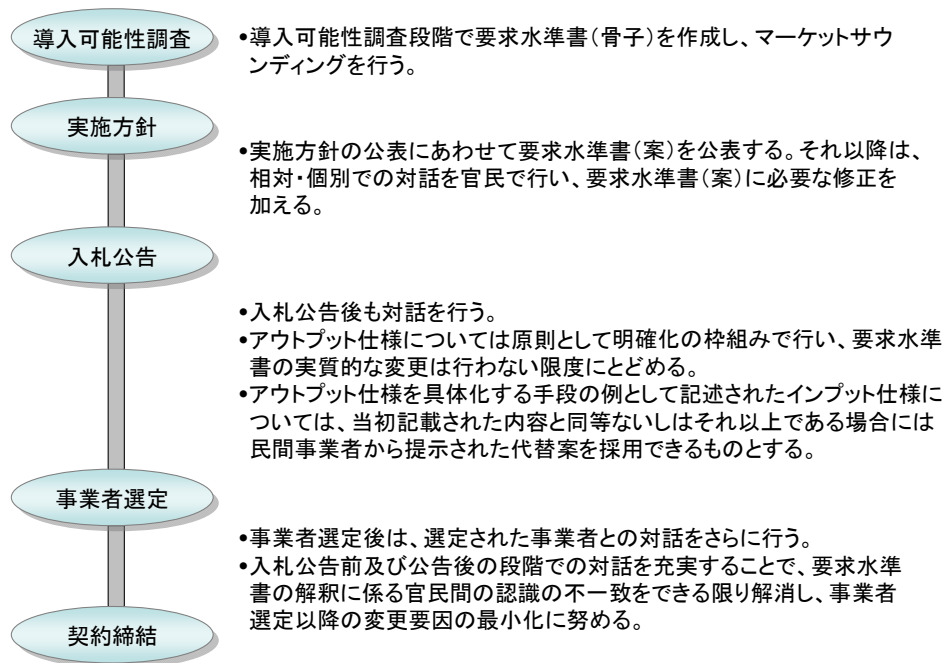 導入可能性調査
•導入可能性調査段階で要求水準書（骨子）を作成し、マーケットサウ
ンディングを行う。
実施方針
•実施方針の公表にあわせて要求水準書（案）を公表する。それ以降は、
相対・個別での対話を官民で行い、要求水準書（案）に必要な修正を
加える。
入札公告
•入札公告後も対話を行う。
•アウトプット仕様については原則として明確化の枠組みで行い、要求水準
書の実質的な変更は行わない限度にとどめる。
•アウトプット仕様を具体化する手段の例として記述されたインプット仕様に
ついては、当初記載された内容と同等ないしはそれ以上である場合には
民間事業者から提示された代替案を採用できるものとする。
事業者選定
•事業者選定後は、選定された事業者との対話をさらに行う。
•入札公告前及び公告後の段階での対話を充実することで、要求水準
書の解釈に係る官民間の認識の不一致をできる限り解消し、事業者
選定以降の変更要因の最小化に努める。
契約締結